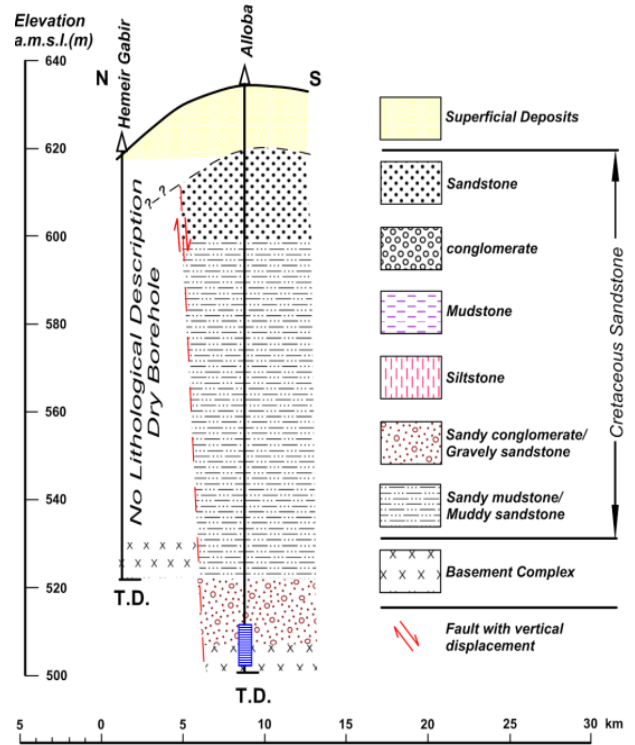 Elevation
a.m.s.l.(m)
640
620
600
580
560
540
520
500
N
S
Hemeir Gabir
Alloba
?-?
No Lithological Description
Dry Borehole
T.D.
T.D.
Superficial Deposits
Sandstone
conglomerate
Mudstone
Siltstone
Sandy conglomerate/
Gravely sandstone
Sandy mudstone/
Muddy sandstone
Basement Complex
Fault with vertical
displacement
Cretaceous Sandstone
5 0 5 10 15 20 25 30 km